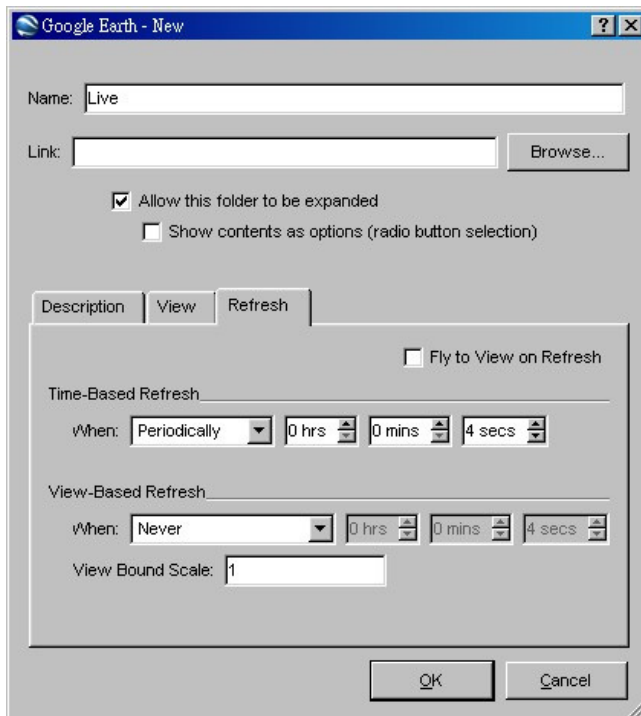 Google Earth - New
Name: Live
Link: Browse...
Allow this folder to be expanded
Show contents as options (radio button selection)
Description View Refresh
Fly to View on Refresh
Time-Based Refresh
When: Periodically 0 hrs 0 mins 4 secs
View-Based Refresh
When: Never 0 hrs 0 mins 4 secs
View Bound Scale: 1
OK Cancel